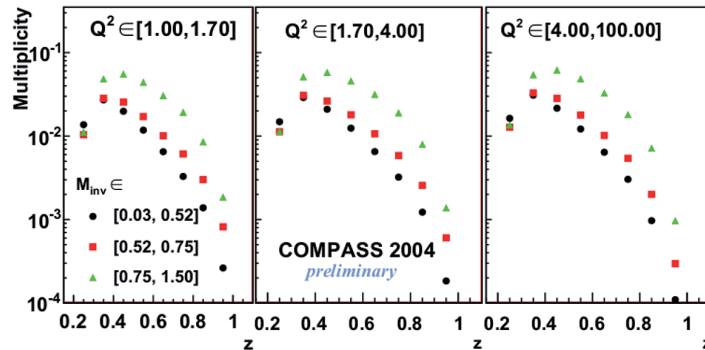 Multiplicity
10⁻¹
10⁻²
10⁻³
10⁻⁴
Q² ∈[1.00,1.70]
M_inv ∈
[0.03, 0.52]
[0.52, 0.75]
[0.75, 1.50]
0.2 0.4 0.6 0.8 1
z
Q² ∈[1.70,4.00]
COMPASS 2004
preliminary
0.2 0.4 0.6 0.8 1
z
Q² ∈[4.00,100.00]
0.2 0.4 0.6 0.8 1
z